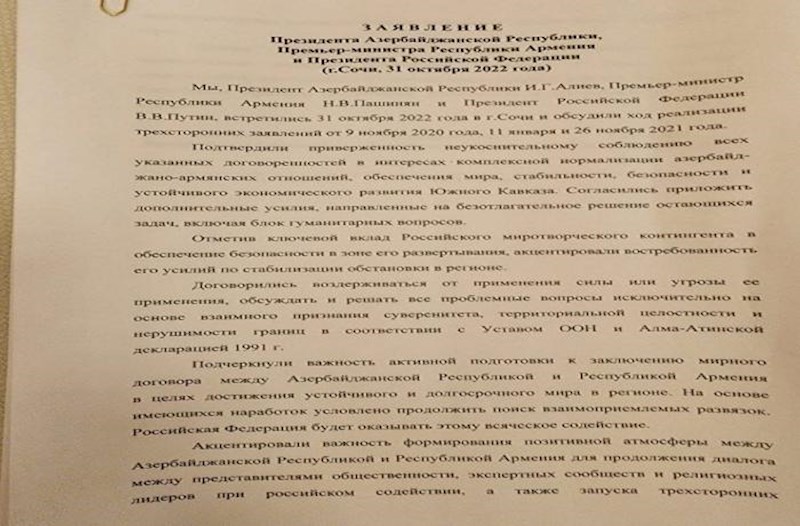 ЗАЯВЛЕНИЕ
Президента Азербайджанской Республики,
Премьер-министра Республики Армения
и Президента Российской Федерации
(г.Сочи, 31 октября 2022 года)
Мы, Президент Азербайджанской Республики И.Г.Алиев, Премьер-министр
Республики Армения Н.В.Пашинян и Президент Российской Федерации
В.В.Путин, встретились 31 октября 2022 года в г.Сочи и обсудили ход реализации
трехсторонних заявлений от 9 ноября 2020 года, 11 января и 26 ноября 2021 года.
Подтвердили приверженность неукоснительному соблюдению всех
указанных договоренностей в интересах комплексной нормализации азербайд-
жано-армянских отношений, обеспечения мира, стабильности, безопасности и
устойчивого экономического развития Южного Кавказа. Согласились приложить
дополнительные усилия, направленные на безотлагательное решение остающихся
задач, включая блок гуманитарных вопросов.
Отметив ключевой вклад Российского миротворческого контингента в
обеспечение безопасности в зоне его развертывания, акцентировали востребованность
его усилий по стабилизации обстановки в регионе.
Договорились воздерживаться от применения силы или угрозы ее
применения, обсуждать и решать все проблемные вопросы исключительно на
основе взаимного признания суверенитета, территориальной целостности и
нерушимости границ в соответствии с Уставом ООН и Алма-Атинской
декларацией 1991 г.
Подчеркнули важность активной подготовки к заключению мирного
договора между Азербайджанской Республикой и Республикой Армения
в целях достижения устойчивого и долгосрочного мира в регионе. На основе
имеющихся наработок условлено продолжить поиск взаимоприемлемых развязок.
Российская Федерация будет оказывать этому всяческое содействие.
Акцентировали важность формирования позитивной атмосферы между
Азербайджанской Республикой и Республикой Армения для продолжения диалога
между представителями общественности, экспертных сообществ и религиозных
лидеров при российском содействии, а также запуска трехсторонних